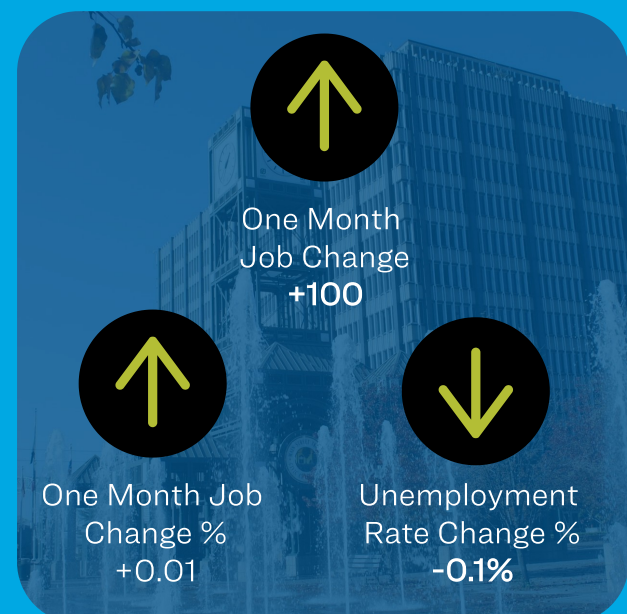 One Month
Job Change
+100
One Month Job
Change %
+0.01
Unemployment
Rate Change %
-0.1%